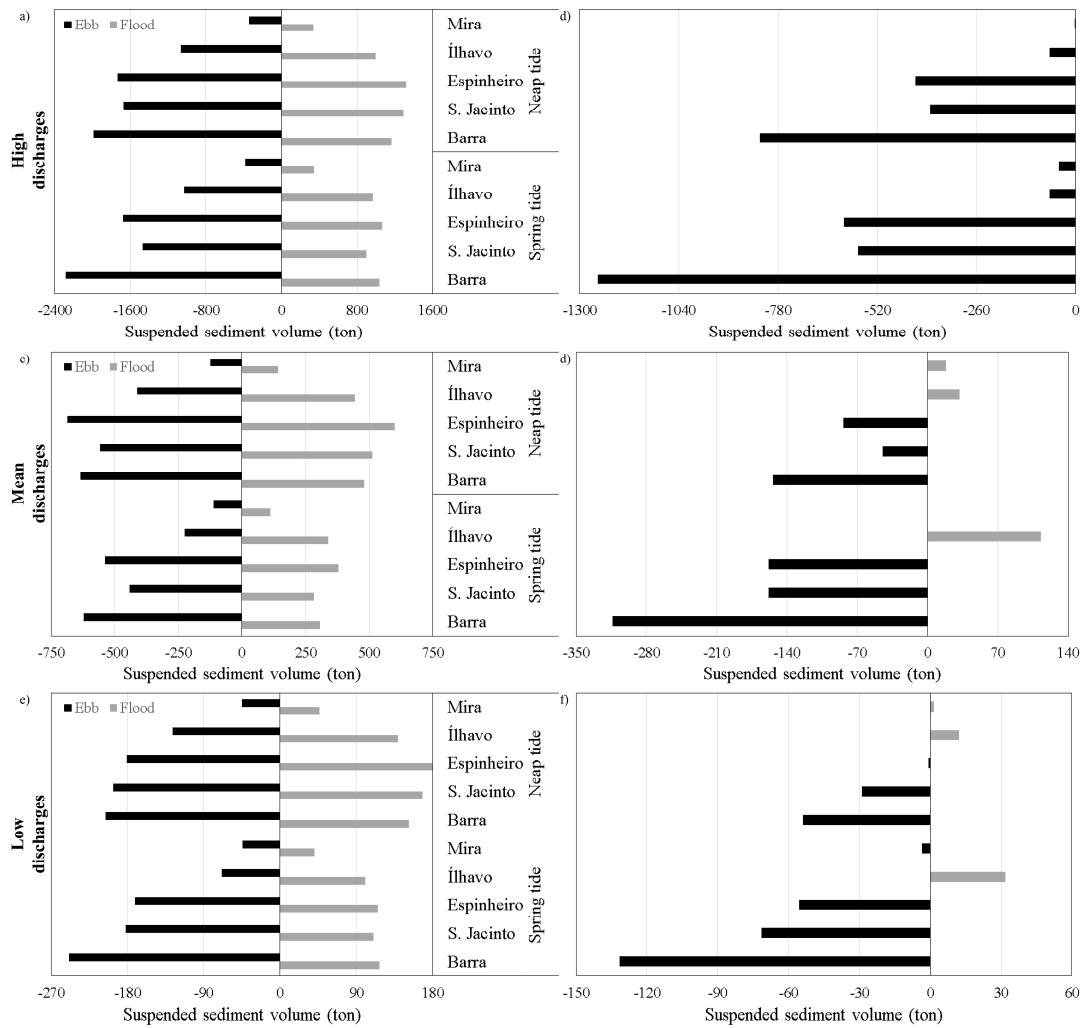 a)
Ebb Flood
High discharges
Mira
Ílhavo
Espinheiro
S. Jacinto
Barra
Neap tide
Mira
Ílhavo
Espinheiro
S. Jacinto
Barra
Spring tide
-2400 -1600 -800 0 800 1600
Suspended sediment volume (ton)
d)
-1300 -1040 -780 -520 -260 0
Suspended sediment volume (ton)
c)
Ebb Flood
Mean discharges
Mira
Ílhavo
Espinheiro
S. Jacinto
Barra
Neap tide
Mira
Ílhavo
Espinheiro
S. Jacinto
Barra
Spring tide
-750 -500 -250 0 250 500 750
Suspended sediment volume (ton)
d)
-350 -280 -210 -140 -70 0 70 140
Suspended sediment volume (ton)
e)
Ebb Flood
Low discharges
Mira
Ílhavo
Espinheiro
S. Jacinto
Barra
Neap tide
Mira
Ílhavo
Espinheiro
S. Jacinto
Barra
Spring tide
-270 -180 -90 0 90 180
Suspended sediment volume (ton)
f)
-150 -120 -90 -60 -30 0 30 60
Suspended sediment volume (ton)